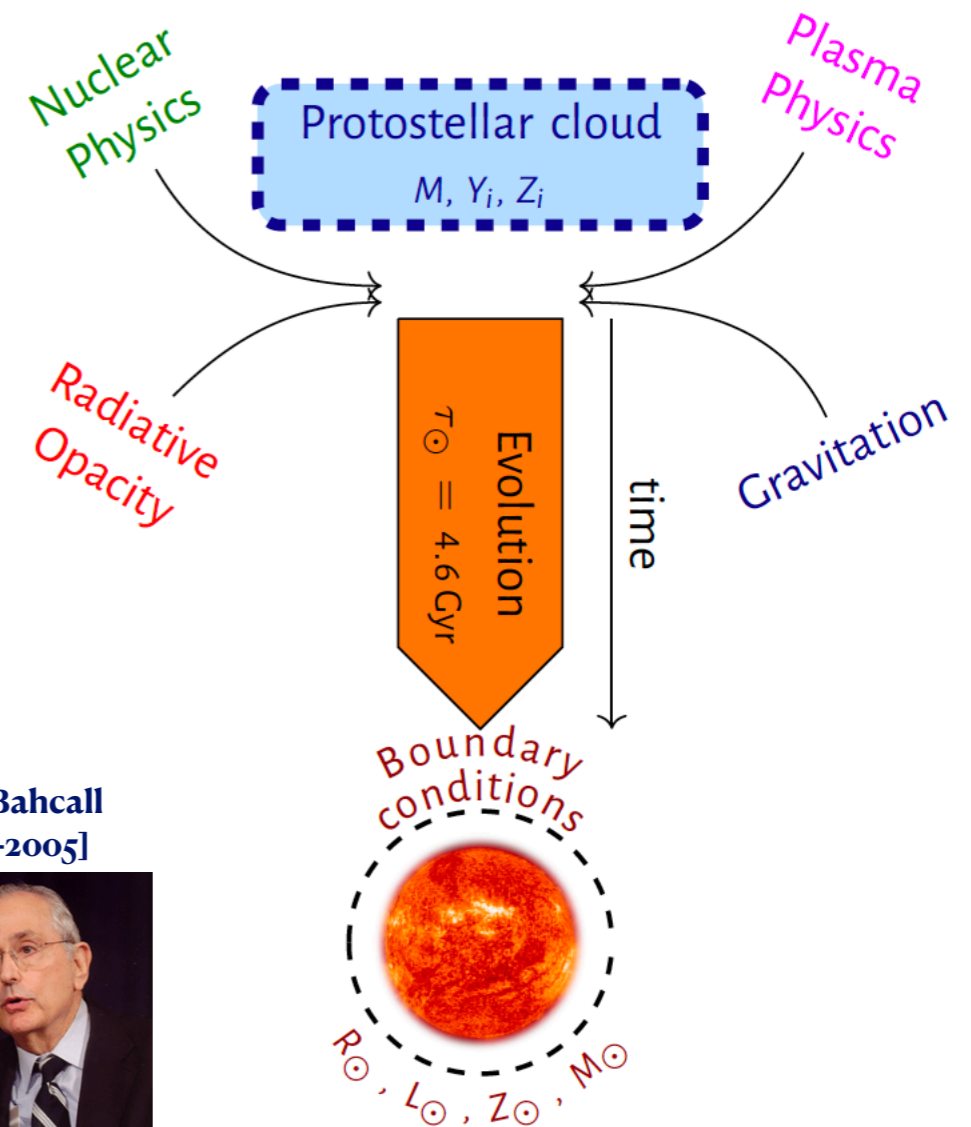 Nuclear
Physics
Plasma
Physics
Protostellar cloud
M, Yᵢ, Zᵢ
Radiative
Opacity
Gravitation
Evolution
τ☉ = 4.6 Gyr
time
Boundary
conditions
Bahcall
-2005]
R☉, L☉, Z☉, M☉